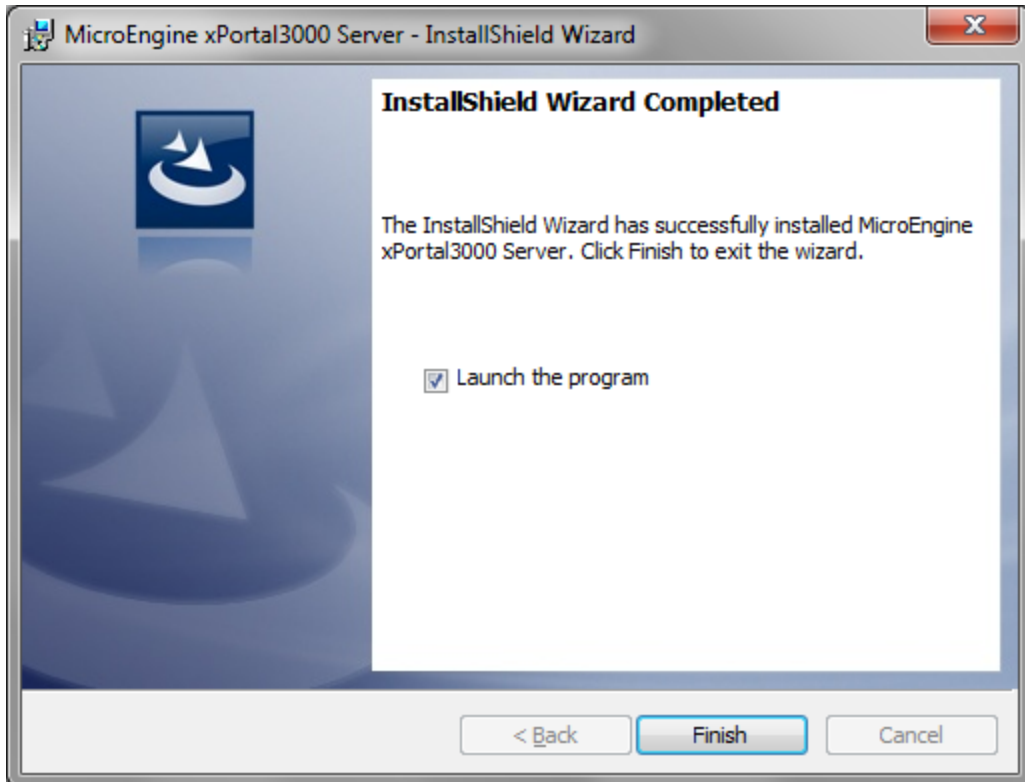 MicroEngine xPortal3000 Server - InstallShield Wizard
InstallShield Wizard Completed
The InstallShield Wizard has successfully installed MicroEngine
xPortal3000 Server. Click Finish to exit the wizard.
Launch the program
< Back
Finish
Cancel